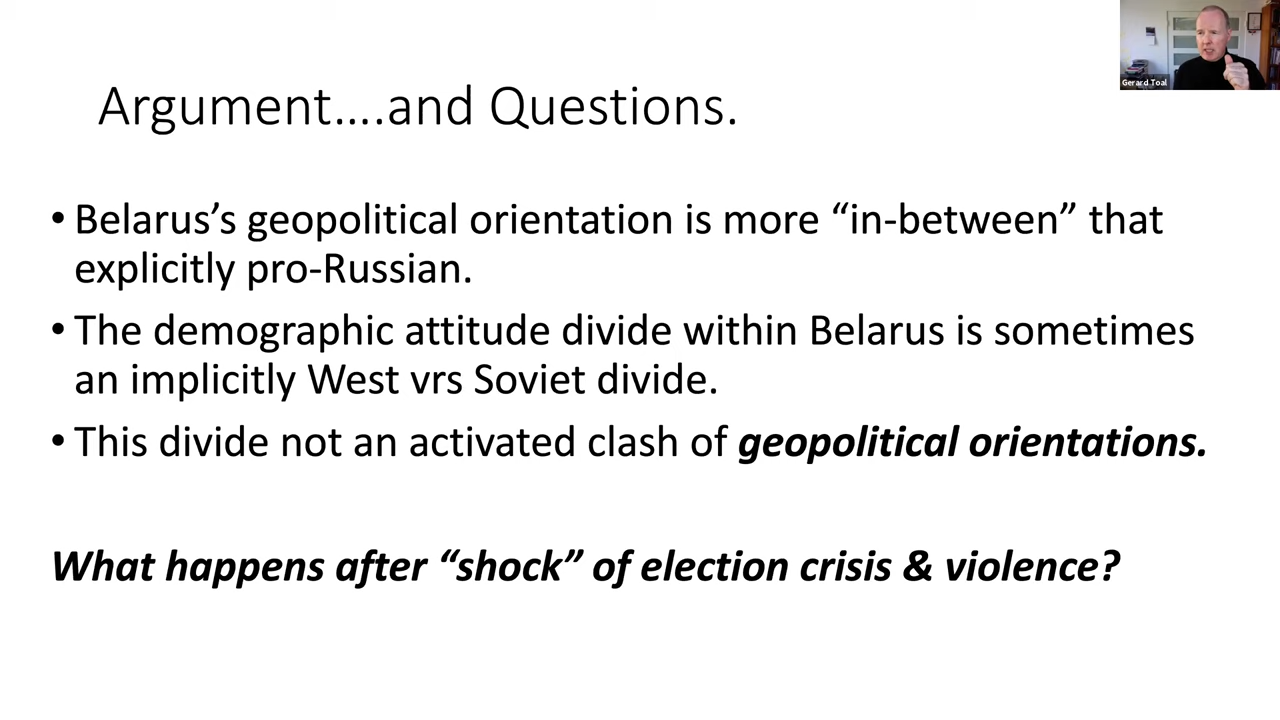 Gerard Toal
Argument....and Questions.
• Belarus’s geopolitical orientation is more “in-between” that
explicitly pro-Russian.
• The demographic attitude divide within Belarus is sometimes
an implicitly West vrs Soviet divide.
• This divide not an activated clash of geopolitical orientations.
What happens after “shock” of election crisis & violence?